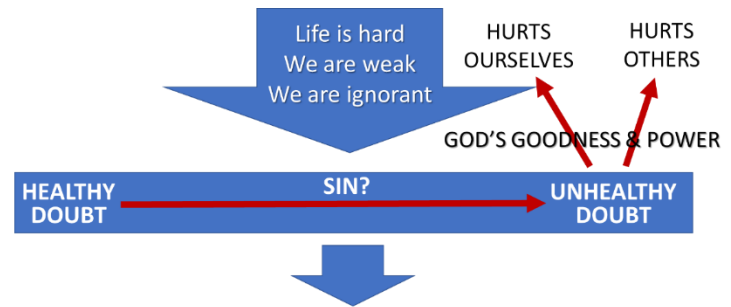 Life is hard
We are weak
We are ignorant
HURTS
OURSELVES
HURTS
OTHERS
GOD'S GOODNESS & POWER
HEALTHY
DOUBT
SIN?
UNHEALTHY
DOUBT